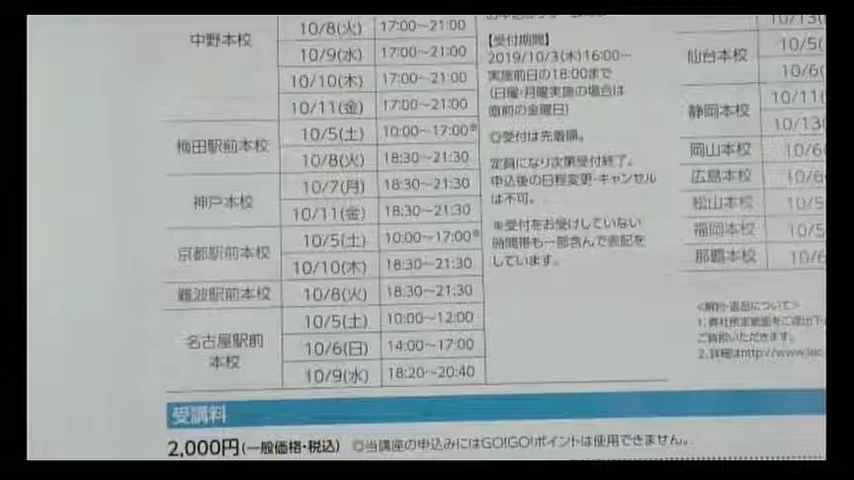 中野本校
10/8(火) 17:00～21:00
10/9(水) 17:00～21:00
10/10(木) 17:00～21:00
10/11(金) 17:00～21:00
梅田駅前本校
10/5(土) 10:00～17:00※
10/8(火) 18:30～21:30
神戸本校
10/7(月) 18:30～21:30
10/11(金) 18:30～21:30
京都駅前本校
10/5(土) 10:00～17:00※
10/10(木) 18:30～21:30
難波駅前本校 10/8(火) 18:30～21:30
名古屋駅前
本校
10/5(土) 10:00～12:00
10/6(日) 14:00～17:00
10/9(水) 18:20～20:40
【受付期間】
2019/10/3(木)16:00～
実施前日の18:00まで
(日曜・月曜実施の場合は
直前の金曜日)
◎受付は先着順。
定員になり次第受付終了。
申込後の日程変更・キャンセル
は不可。
※受付をお受けしていない
時間帯も一部含んで表記を
しています。
10/13(
仙台本校
10/5(
10/6(
静岡本校
10/11(
10/13(
岡山本校 10/6
広島本校 10/6
松山本校 10/5
福岡本校 10/5
那覇本校 10/6
<解約・返品について>
1.弊社所定書面をご提出下
ご負担いただきます。
2.詳細はhttp://www.lec
受講料
2,000円(一般価格・税込) ◎当講座の申込みにはGO!GO!ポイントは使用できません。